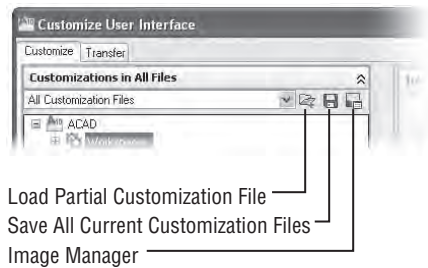 Customize User Interface
Customize Transfer
Customizations in All Files
All Customization Files
ACAD
Workspaces
Load Partial Customization File
Save All Current Customization Files
Image Manager